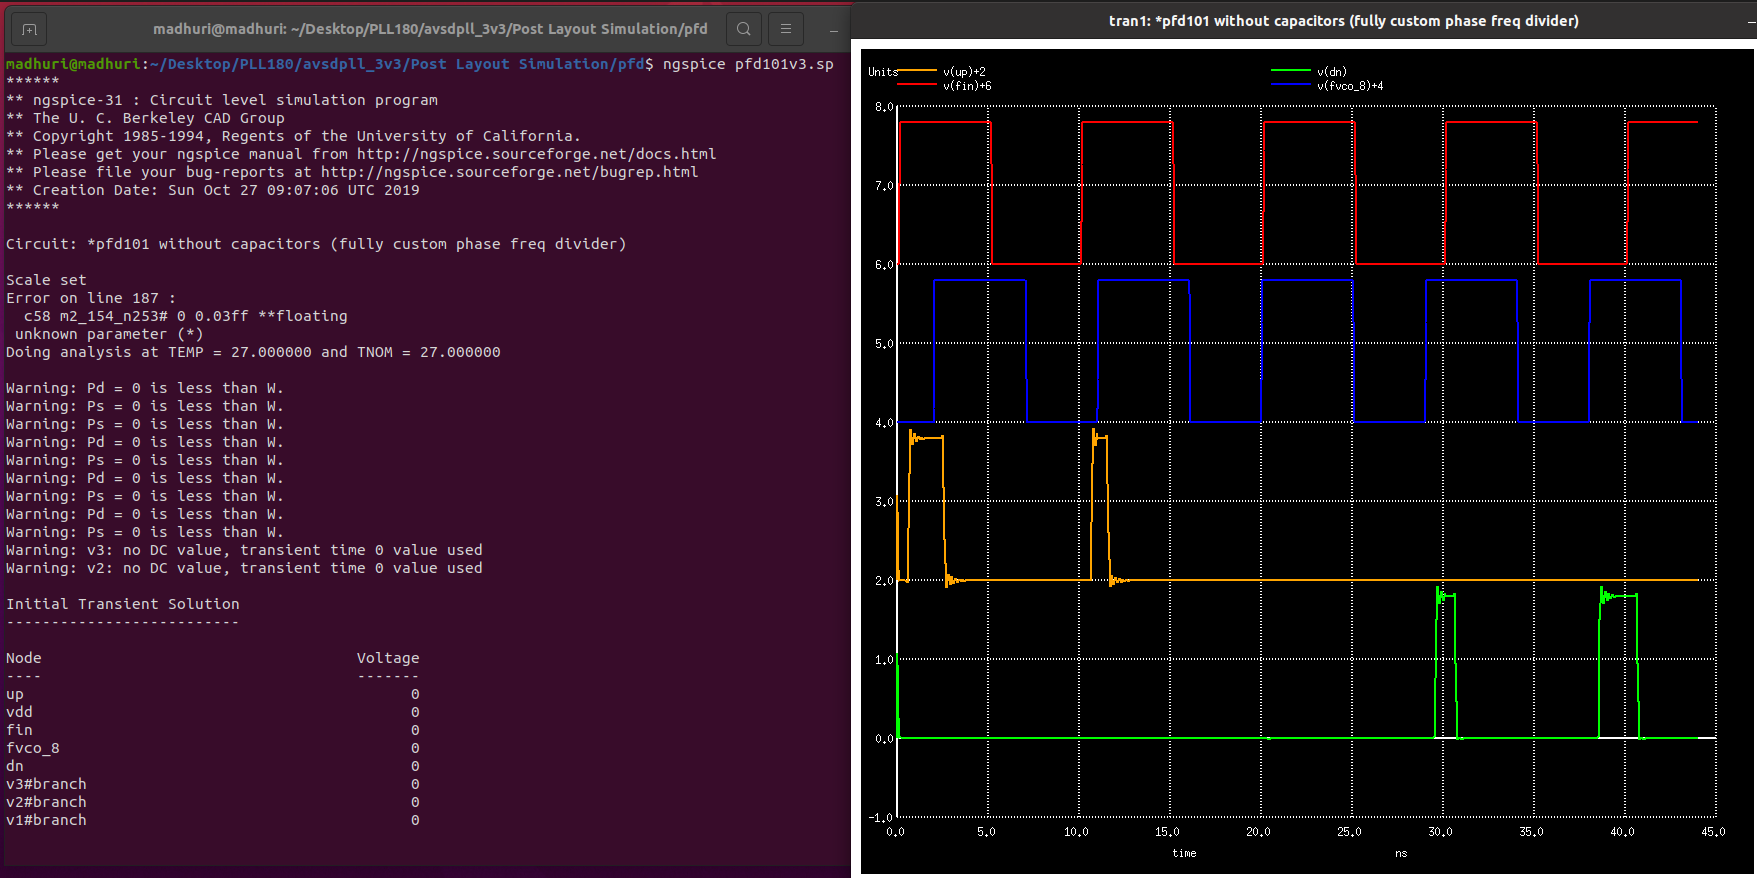 madhuri@madhuri: ~/Desktop/PLL180/avsdpll_3v3/Post Layout Simulation/pfd
madhuri@madhuri:~/Desktop/PLL180/avsdpll_3v3/Post Layout Simulation/pfd$ ngspice pfd101v3.sp
******
** ngspice-31 : Circuit level simulation program
** The U. C. Berkeley CAD Group
** Copyright 1985-1994, Regents of the University of California.
** Please get your ngspice manual from http://ngspice.sourceforge.net/docs.html
** Please file your bug-reports at http://ngspice.sourceforge.net/bugrep.html
** Creation Date: Sun Oct 27 09:07:06 UTC 2019
******
Circuit: *pfd101 without capacitors (fully custom phase freq divider)
Scale set
Error on line 187 :
c58 m2_154_n253# 0 0.03ff **floating
unknown parameter (*)
Doing analysis at TEMP = 27.000000 and TNOM = 27.000000
Warning: Pd = 0 is less than W.
Warning: Ps = 0 is less than W.
Warning: Ps = 0 is less than W.
Warning: Pd = 0 is less than W.
Warning: Ps = 0 is less than W.
Warning: Pd = 0 is less than W.
Warning: Ps = 0 is less than W.
Warning: Pd = 0 is less than W.
Warning: Ps = 0 is less than W.
Warning: v3: no DC value, transient time 0 value used
Warning: v2: no DC value, transient time 0 value used
Initial Transient Solution
--------------------------
Node Voltage
---- -------
up 0
vdd 0
fin 0
fvco_8 0
dn 0
v3#branch 0
v2#branch 0
v1#branch 0
tran1: *pfd101 without capacitors (fully custom phase freq divider)
Units v(up)+2 v(dn)
v(fin)+6 v(fvco_8)+4
8.0
7.0
6.0
5.0
4.0
3.0
2.0
1.0
0.0
-1.0
0.0 5.0 10.0 15.0 20.0 25.0 30.0 35.0 40.0 45.0
time ns